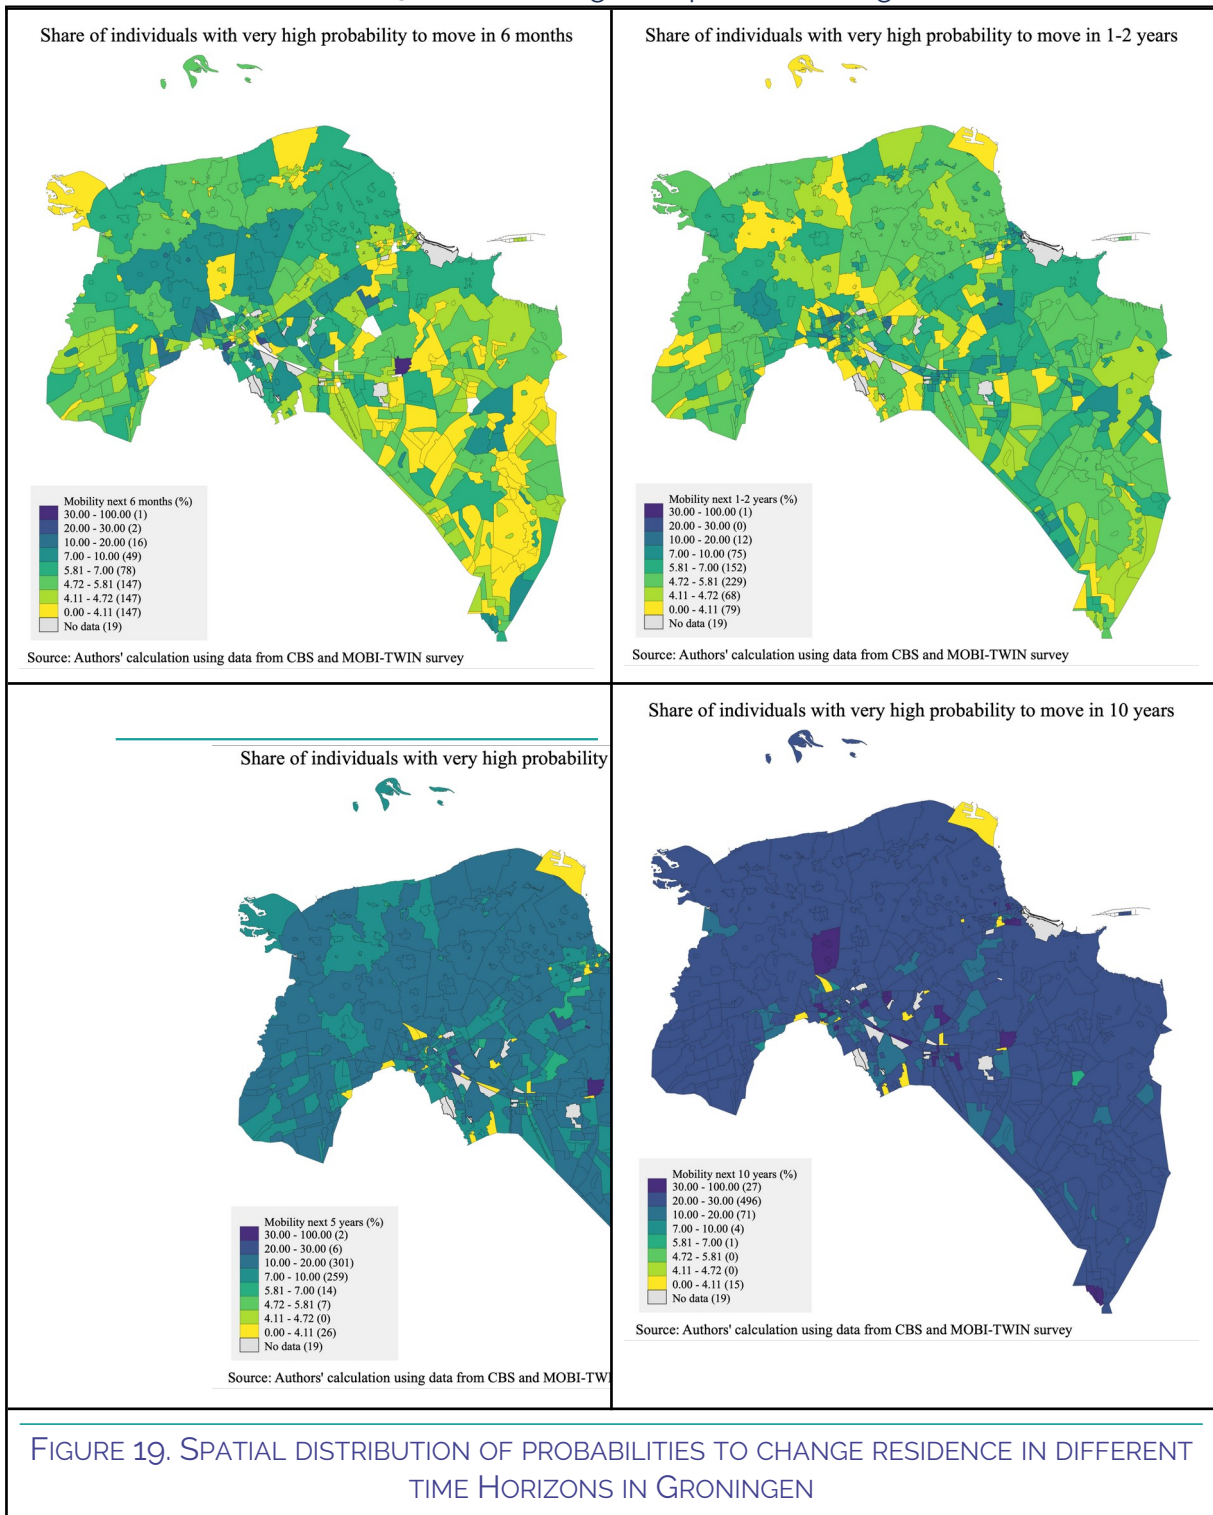 Share of individuals with very high probability to move in 6 months
Mobility next 6 months (%)
30.00 - 100.00 (1)
20.00 - 30.00 (2)
10.00 - 20.00 (16)
7.00 - 10.00 (49)
5.81 - 7.00 (78)
4.72 - 5.81 (147)
4.11 - 4.72 (147)
0.00 - 4.11 (147)
No data (19)
Source: Authors' calculation using data from CBS and MOBI-TWIN survey
Share of individuals with very high probability to move in 1-2 years
Mobility next 1-2 years (%)
30.00 - 100.00 (1)
20.00 - 30.00 (0)
10.00 - 20.00 (12)
7.00 - 10.00 (75)
5.81 - 7.00 (152)
4.72 - 5.81 (229)
4.11 - 4.72 (68)
0.00 - 4.11 (79)
No data (19)
Source: Authors' calculation using data from CBS and MOBI-TWIN survey
Share of individuals with very high probability
Mobility next 5 years (%)
30.00 - 100.00 (2)
20.00 - 30.00 (6)
10.00 - 20.00 (301)
7.00 - 10.00 (259)
5.81 - 7.00 (14)
4.72 - 5.81 (7)
4.11 - 4.72 (0)
0.00 - 4.11 (26)
No data (19)
Source: Authors' calculation using data from CBS and MOBI-TWI
Share of individuals with very high probability to move in 10 years
Mobility next 10 years (%)
30.00 - 100.00 (27)
20.00 - 30.00 (496)
10.00 - 20.00 (71)
7.00 - 10.00 (4)
5.81 - 7.00 (1)
4.72 - 5.81 (0)
4.11 - 4.72 (0)
0.00 - 4.11 (15)
No data (19)
Source: Authors' calculation using data from CBS and MOBI-TWIN survey
FIGURE 19. SPATIAL DISTRIBUTION OF PROBABILITIES TO CHANGE RESIDENCE IN DIFFERENT
TIME HORIZONS IN GRONINGEN